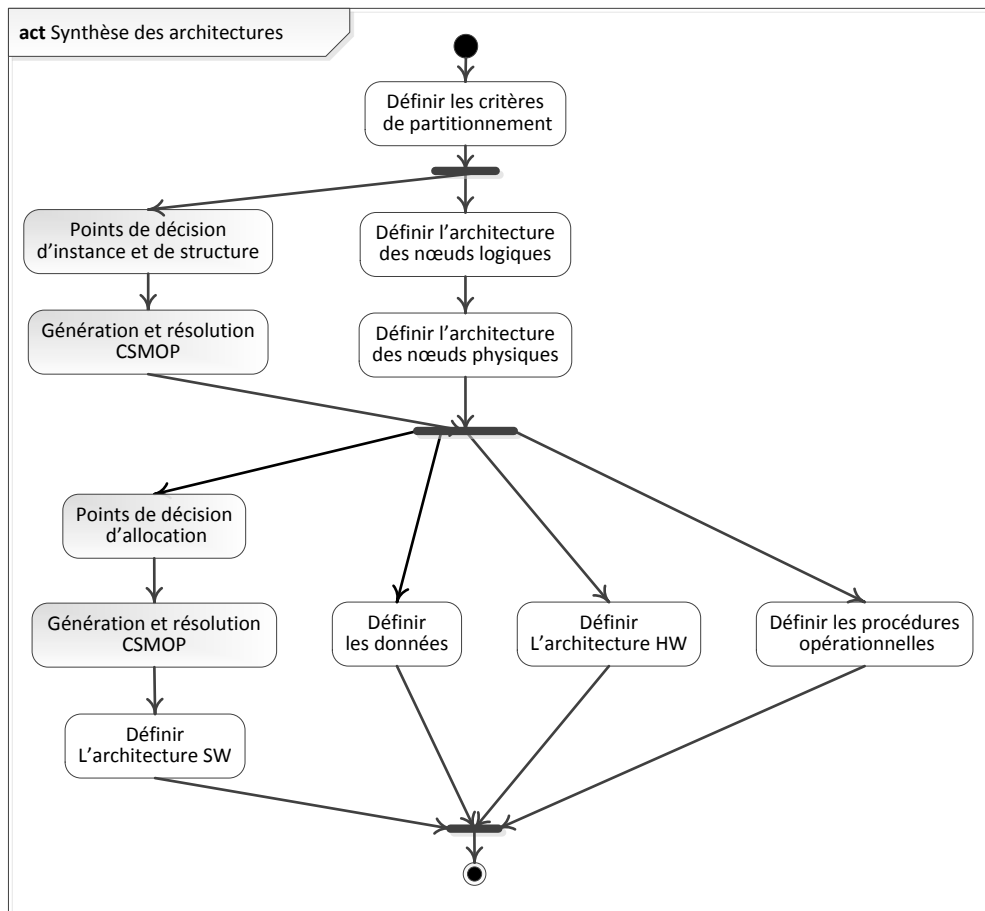 act Synthèse des architectures
Définir les critères
de partitionnement
Points de décision
d'instance et de structure
Définir l'architecture
des nœuds logiques
Génération et résolution
CSMOP
Définir l'architecture
des nœuds physiques
Points de décision
d'allocation
Génération et résolution
CSMOP
Définir
les données
Définir
L'architecture HW
Définir les procédures
opérationnelles
Définir
L'architecture SW